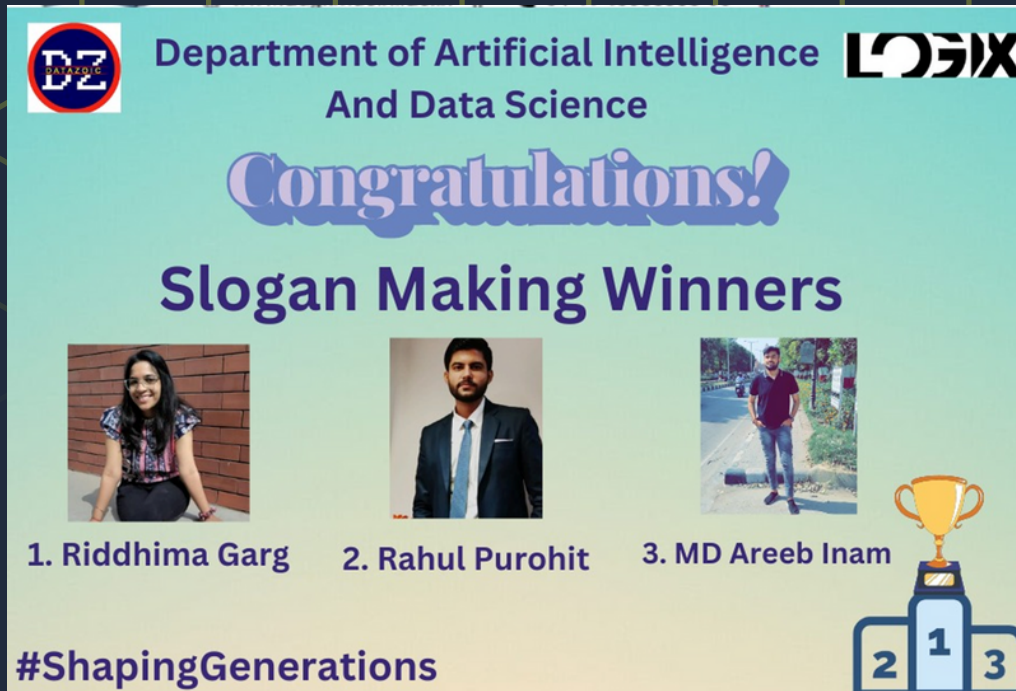 DZ
DATAZOIC
Department of Artificial Intelligence
And Data Science
LOGIX
Congratulations!
Slogan Making Winners
1. Riddhima Garg
2. Rahul Purohit
3. MD Areeb Inam
#ShapingGenerations
2
1
3